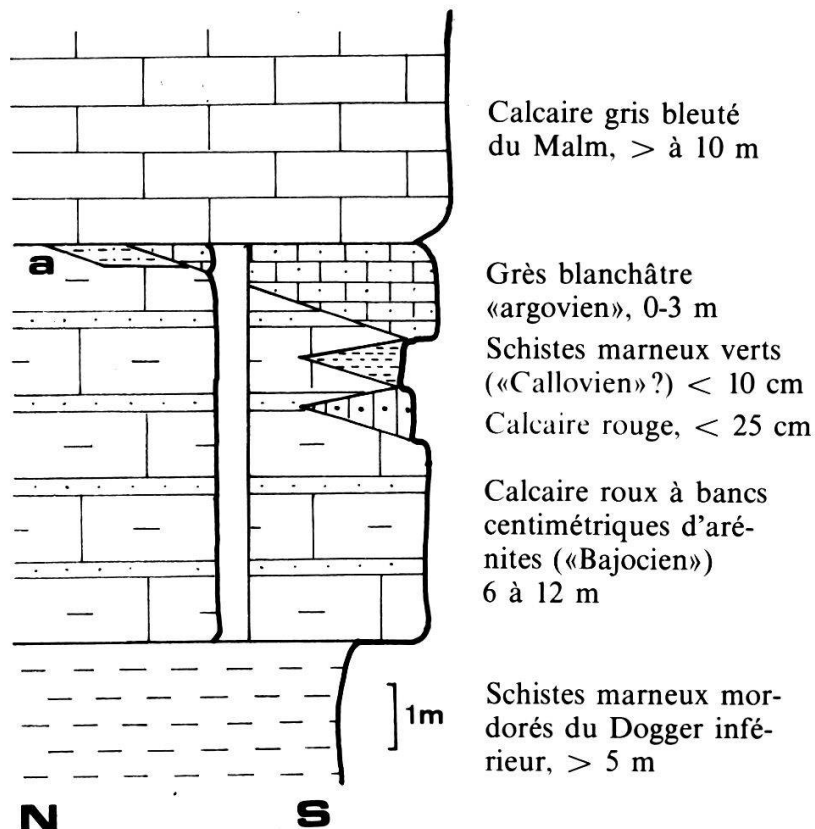 Calcaire gris bleuté
du Malm, > à 10 m
a
Grès blanchâtre
«argovien», 0-3 m
Schistes marneux verts
(«Callovien»?) < 10 cm
Calcaire rouge, < 25 cm
Calcaire roux à bancs
centimétriques d'aré-
nites («Bajocien»)
6 à 12 m
1m
Schistes marneux mor-
dorés du Dogger infé-
rieur, > 5 m
N S